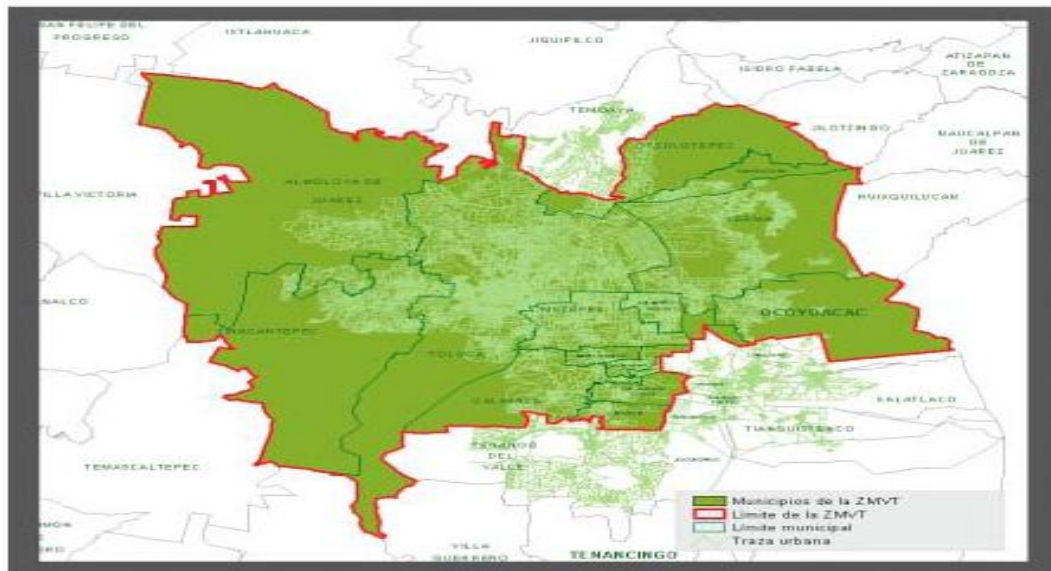 SAN FELIPE DEL
PROGRESO
IXTLAHUACA
JIQUIPILCO
ATIZAPAN
DE
ZARAGOZA
ISIDRO FABELA
TEMOAYA
JILOTZINGO
NAUCALPAN
DE
JUAREZ
OTZOLOTEPEC
ALMOLOYA DE
JUAREZ
VILLA VICTORIA
HUIXQUILUCAN
LERMA
OCOYOACAC
METEPEC
ZINACANTEPEC
TOLUCA
CALIMAYA
XALATLACO
TIANGUISTENCO
TENANGO
DEL
VALLE
TEMASCALTEPEC
VILLA
GUERRERO
TENANCINGO
Municipios de la ZMVT
Límite de la ZMVT
Límite municipal
Traza urbana